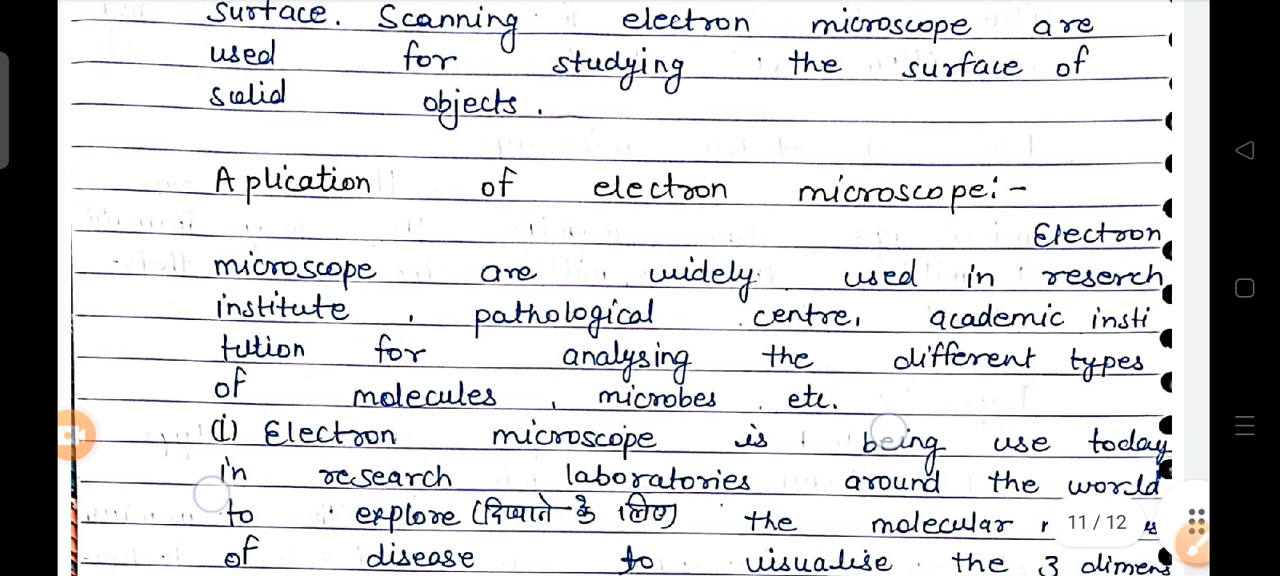 surface. Scanning electron microscope are
used for studying the surface of
solid objects.
Aplication of electron microscope:-
Electron
microscope are widely used in reserch
institute, pathological centre, academic insti
tution for analysing the different types
of molecules, microbes etc.
(i) Electron microscope is being use today
in research laboratories around the world
to explore (दिखाने के लिए) the molecular
11 / 12
of disease to visualise the 3 dimens